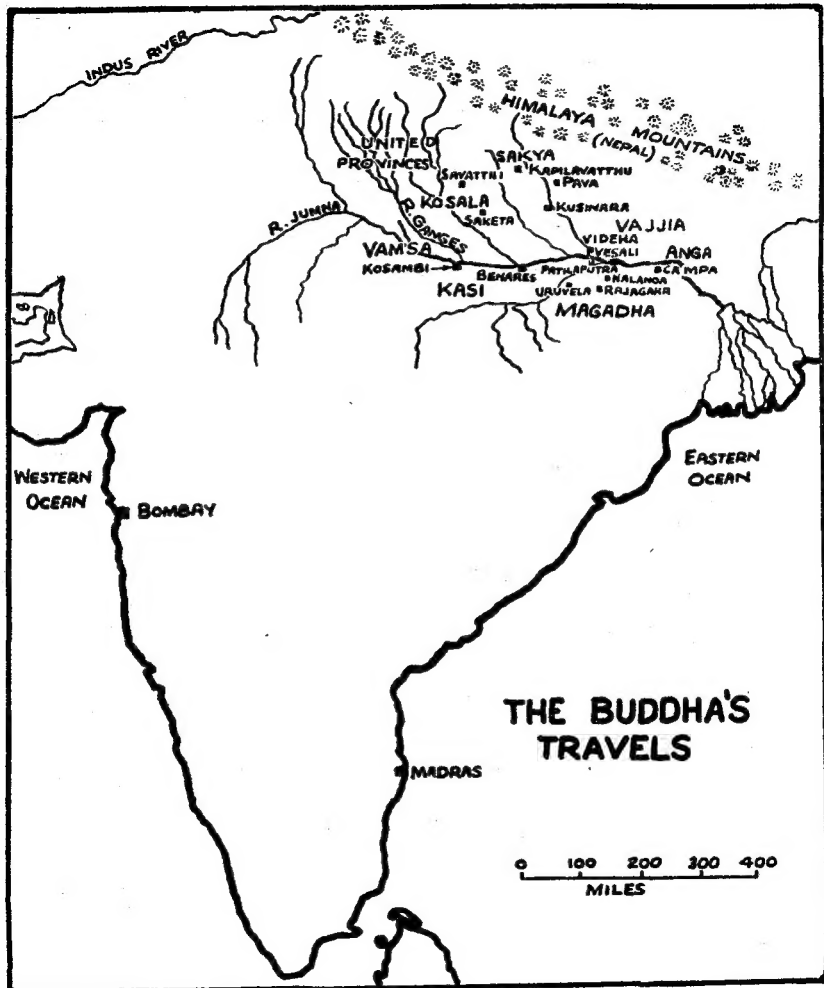 INDUS RIVER
HIMALAYA MOUNTAINS
(NEPAL)
UNITED
PROVINCES
SAKYA
KAPILAVATTHU
SAVATTHI
PAVA
KOSALA
SAKETA
KUSINARA
R. JUMNA
R. GANGES
VAJJIA
VIDEHA
VAMSA
VESALI
ANGA
KOSAMBI
BENARES
PATILAPUTRA
CAMPA
NALANDA
KASI
URUVELA
RAJAGAHA
MAGADHA
WESTERN
OCEAN
EASTERN
OCEAN
BOMBAY
THE BUDDHA'S
TRAVELS
MADRAS
0 100 200 300 400
MILES